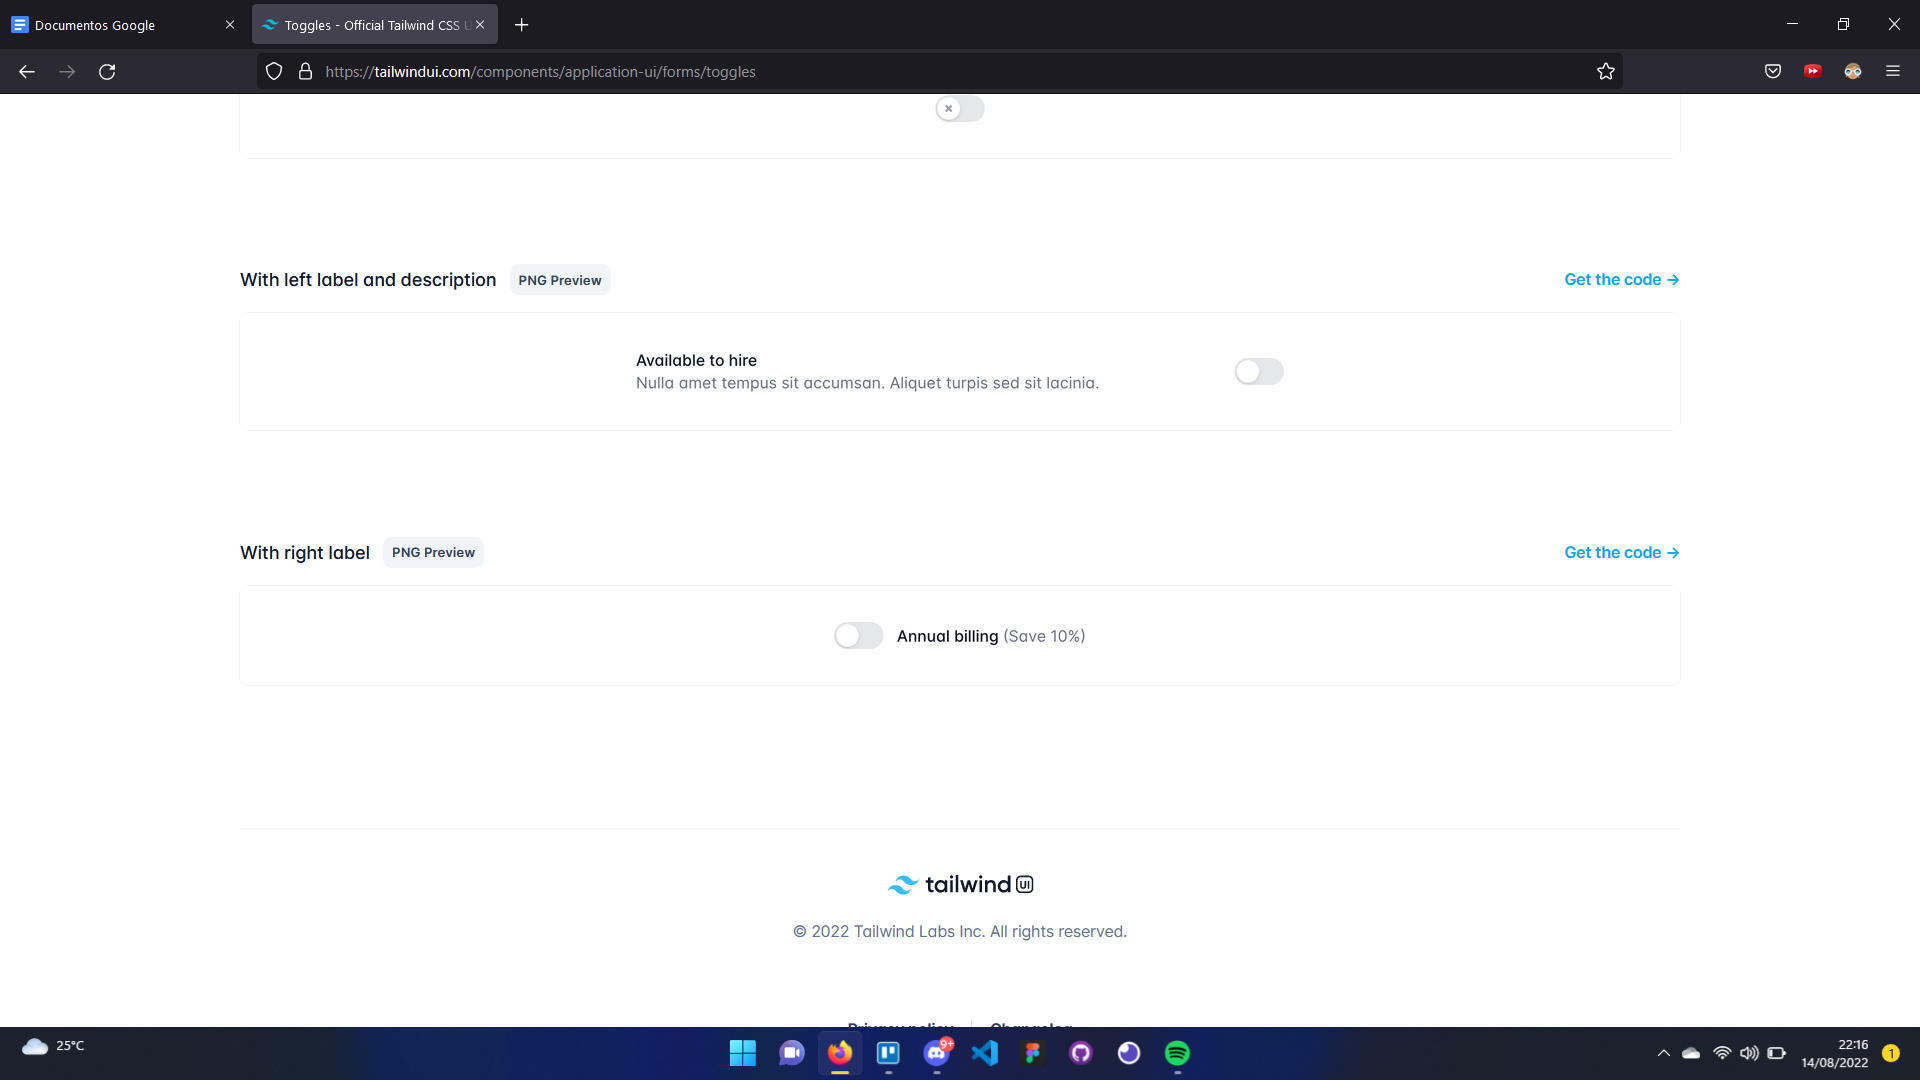 Documentos Google
Toggles - Official Tailwind CSS U
https://tailwindui.com/components/application-ui/forms/toggles
With left label and description
PNG Preview
Get the code →
Available to hire
Nulla amet tempus sit accumsan. Aliquet turpis sed sit lacinia.
With right label
PNG Preview
Get the code →
Annual billing (Save 10%)
tailwind UI
© 2022 Tailwind Labs Inc. All rights reserved.
Privacy policy
Changelog
25°C
9+
22:16
14/08/2022
1